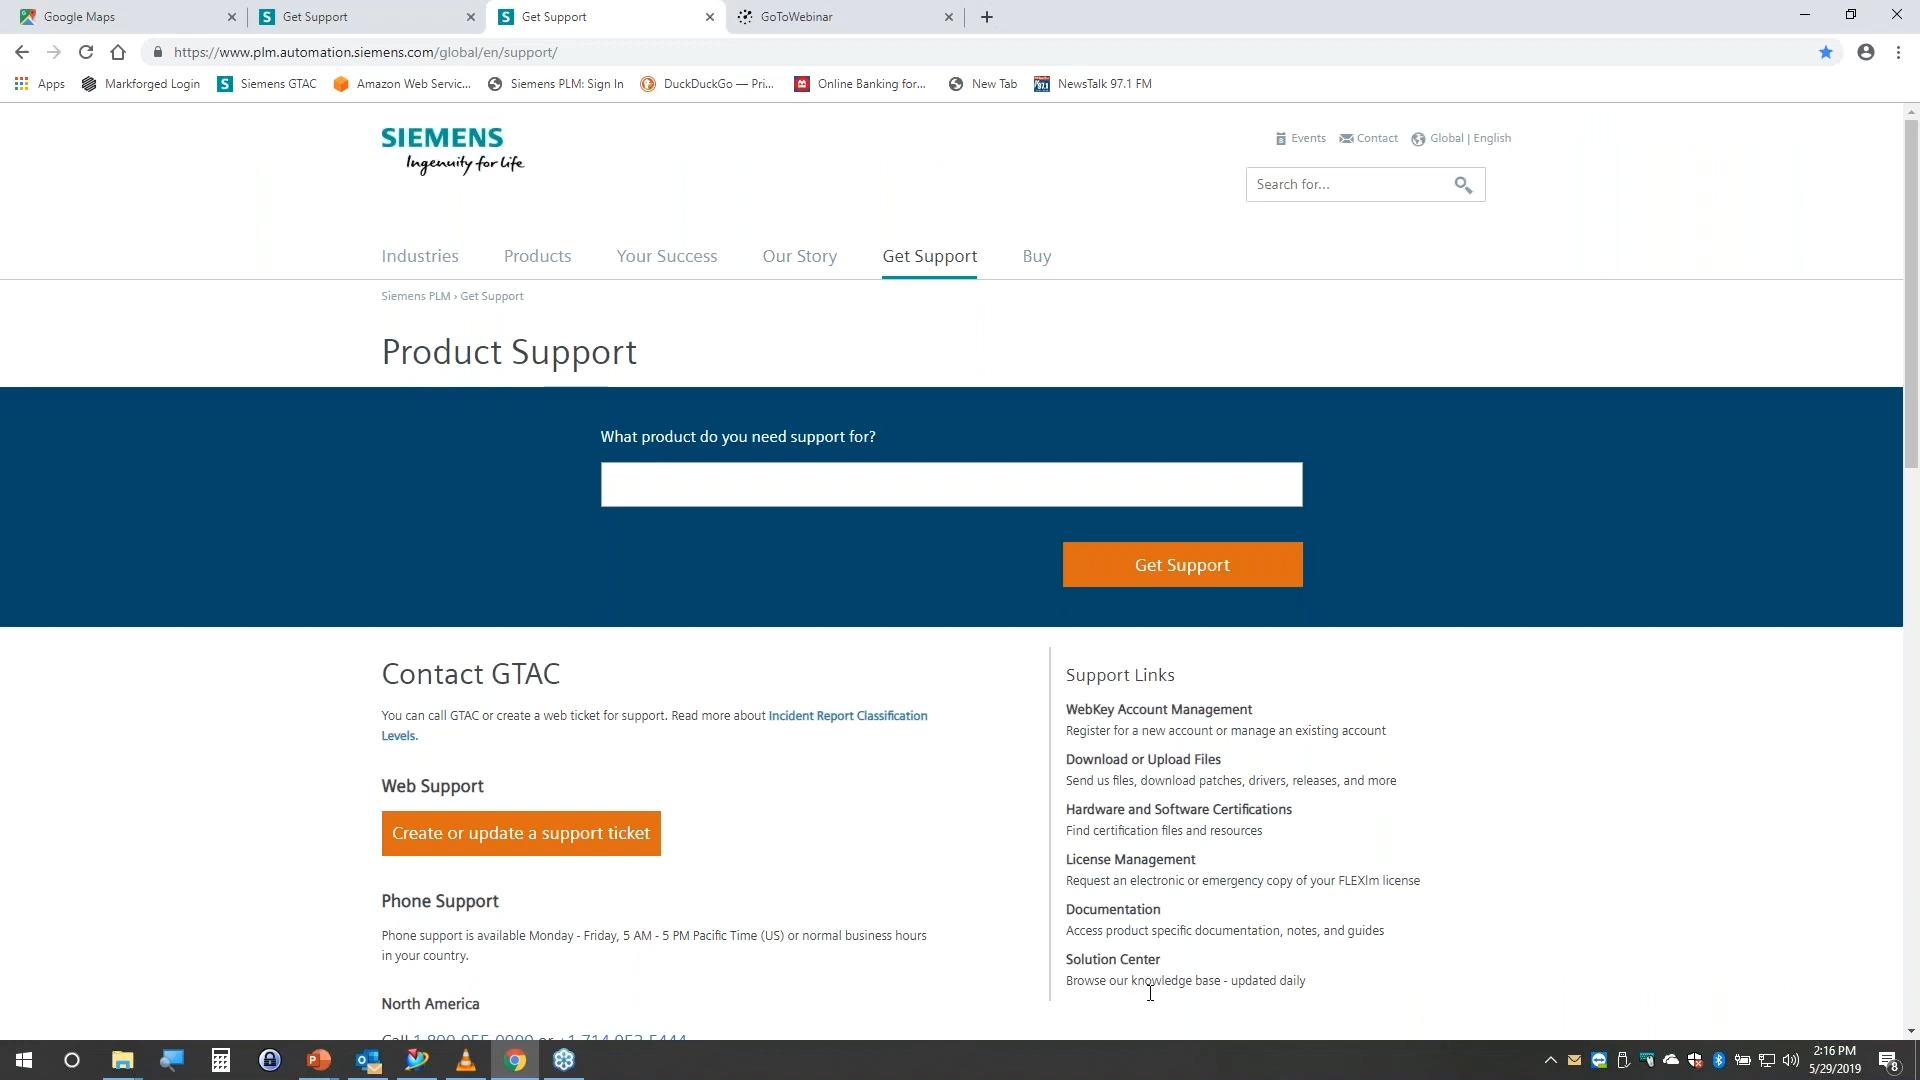 Google Maps
Get Support
Get Support
GoToWebinar
https://www.plm.automation.siemens.com/global/en/support/
Apps
Markforged Login
Siemens GTAC
Amazon Web Servic...
Siemens PLM: Sign In
DuckDuckGo — Pri...
Online Banking for...
New Tab
NewsTalk 97.1 FM
SIEMENS
Ingenuity for life
Events
Contact
Global | English
Search for...
Industries
Products
Your Success
Our Story
Get Support
Buy
Siemens PLM › Get Support
Product Support
What product do you need support for?
Get Support
Contact GTAC
You can call GTAC or create a web ticket for support. Read more about Incident Report Classification
Levels.
Web Support
Create or update a support ticket
Phone Support
Phone support is available Monday - Friday, 5 AM - 5 PM Pacific Time (US) or normal business hours
in your country.
North America
Support Links
WebKey Account Management
Register for a new account or manage an existing account
Download or Upload Files
Send us files, download patches, drivers, releases, and more
Hardware and Software Certifications
Find certification files and resources
License Management
Request an electronic or emergency copy of your FLEXlm license
Documentation
Access product specific documentation, notes, and guides
Solution Center
Browse our knowledge base - updated daily
2:16 PM
5/29/2019
8